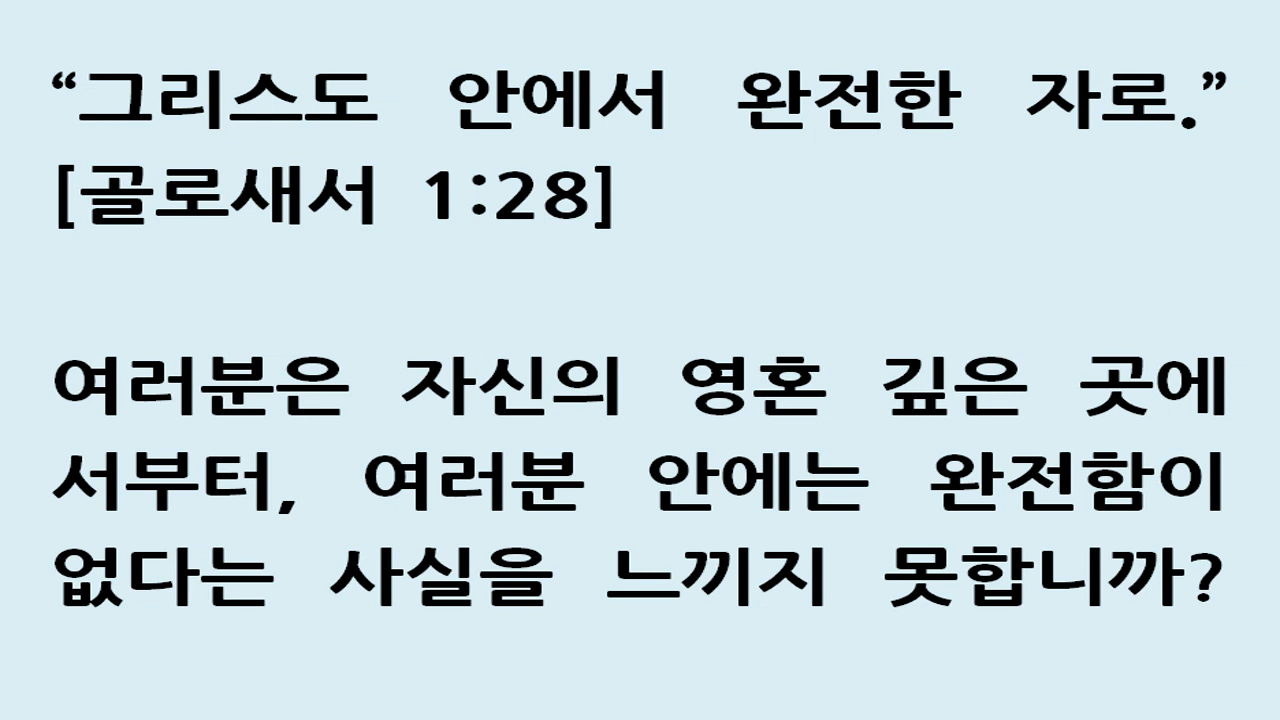 “그리스도 안에서 완전한 자로.”
[골로새서 1:28]
여러분은 자신의 영혼 깊은 곳에
서부터, 여러분 안에는 완전함이
없다는 사실을 느끼지 못합니까?